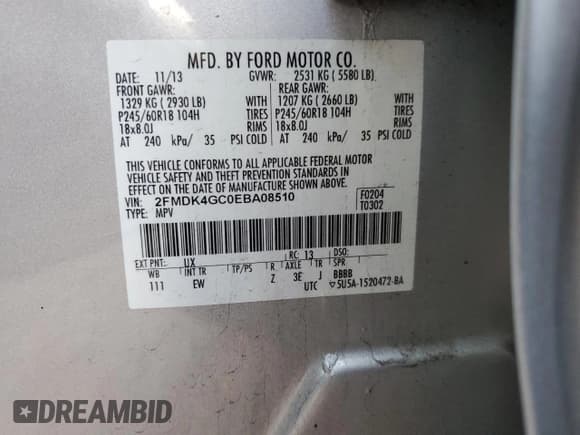 MFD. BY FORD MOTOR CO.
DATE: 11/13 GVWR: 2531 KG ( 5580 LB)
FRONT GAWR: REAR GAWR:
1329 KG ( 2930 LB) WITH 1207 KG ( 2660 LB) WITH
P245/60R18 104H TIRES P245/60R18 104H TIRES
18x8.0J RIMS 18x8.0J RIMS
AT 240 kPa/ 35 PSI COLD AT 240 kPa/ 35 PSI COLD
THIS VEHICLE CONFORMS TO ALL APPLICABLE FEDERAL MOTOR
VEHICLE SAFETY AND THEFT PREVENTION STANDARDS IN
EFFECT ON THE DATE OF MANUFACTURE SHOWN ABOVE.
VIN: 2FMDK4GC0EBA08510 F0204
TYPE: MPV T0302
EXT PNT: UX RC: 13 DSO:
WB INT TR TP/PS R AXLE TR SPR
111 EW Z 3E J BBBB
UTC ▽5U5A-1520472-BA
DREAMBID